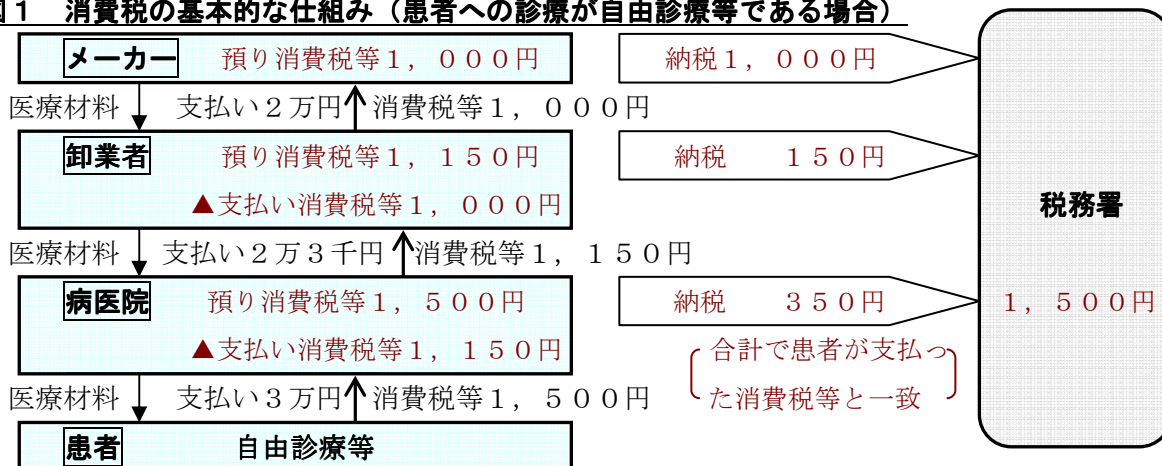 図1 消費税の基本的な仕組み（患者への診療が自由診療等である場合）
メーカー 預り消費税等1，000円 納税1，000円
医療材料 支払い2万円 消費税等1，000円
卸業者 預り消費税等1，150円 納税 150円
▲支払い消費税等1，000円
税務署
医療材料 支払い2万3千円 消費税等1，150円
病医院 預り消費税等1，500円 納税 350円 1，500円
▲支払い消費税等1，150円 合計で患者が支払っ
医療材料 支払い3万円 消費税等1，500円 た消費税等と一致
患者 自由診療等